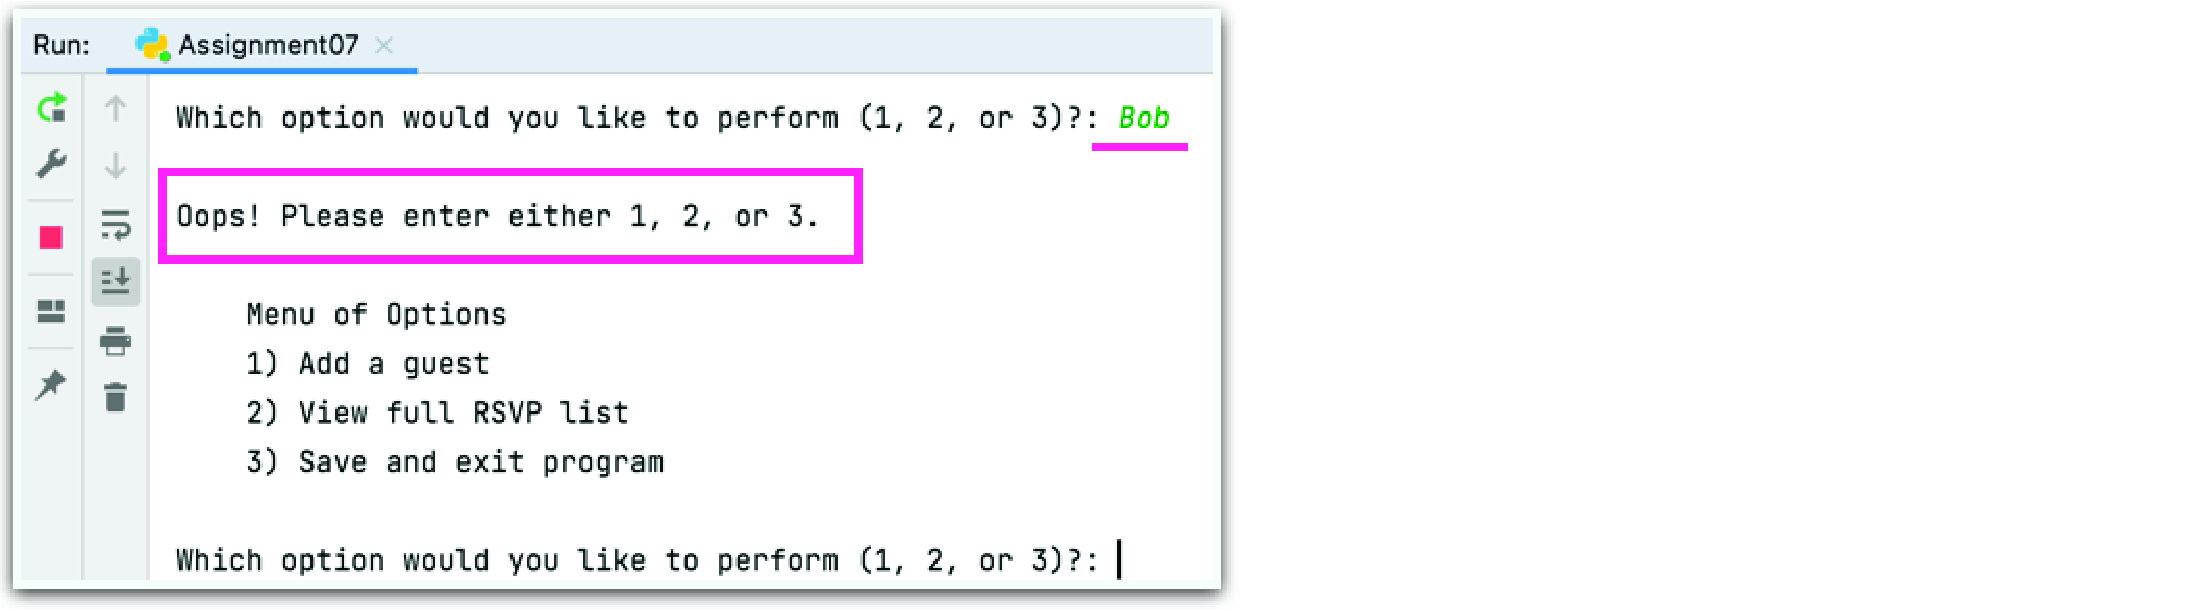 Run: Assignment07
Which option would you like to perform (1, 2, or 3)?: Bob
Oops! Please enter either 1, 2, or 3.
Menu of Options
1) Add a guest
2) View full RSVP list
3) Save and exit program
Which option would you like to perform (1, 2, or 3)?: